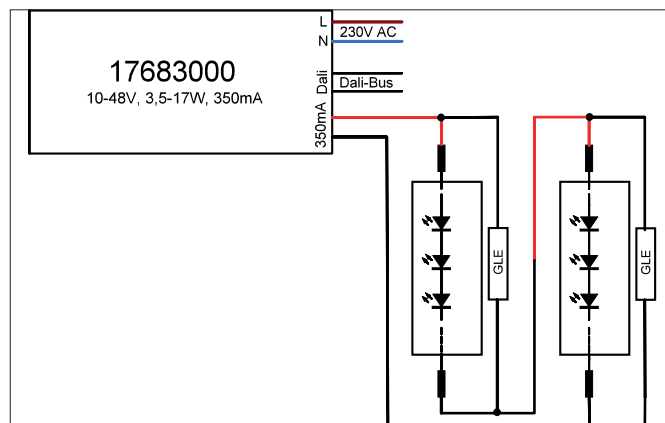 L
230V AC
N
17683000
10-48V, 3,5-17W, 350mA
Dali
Dali-Bus
350mA
GLE
GLE